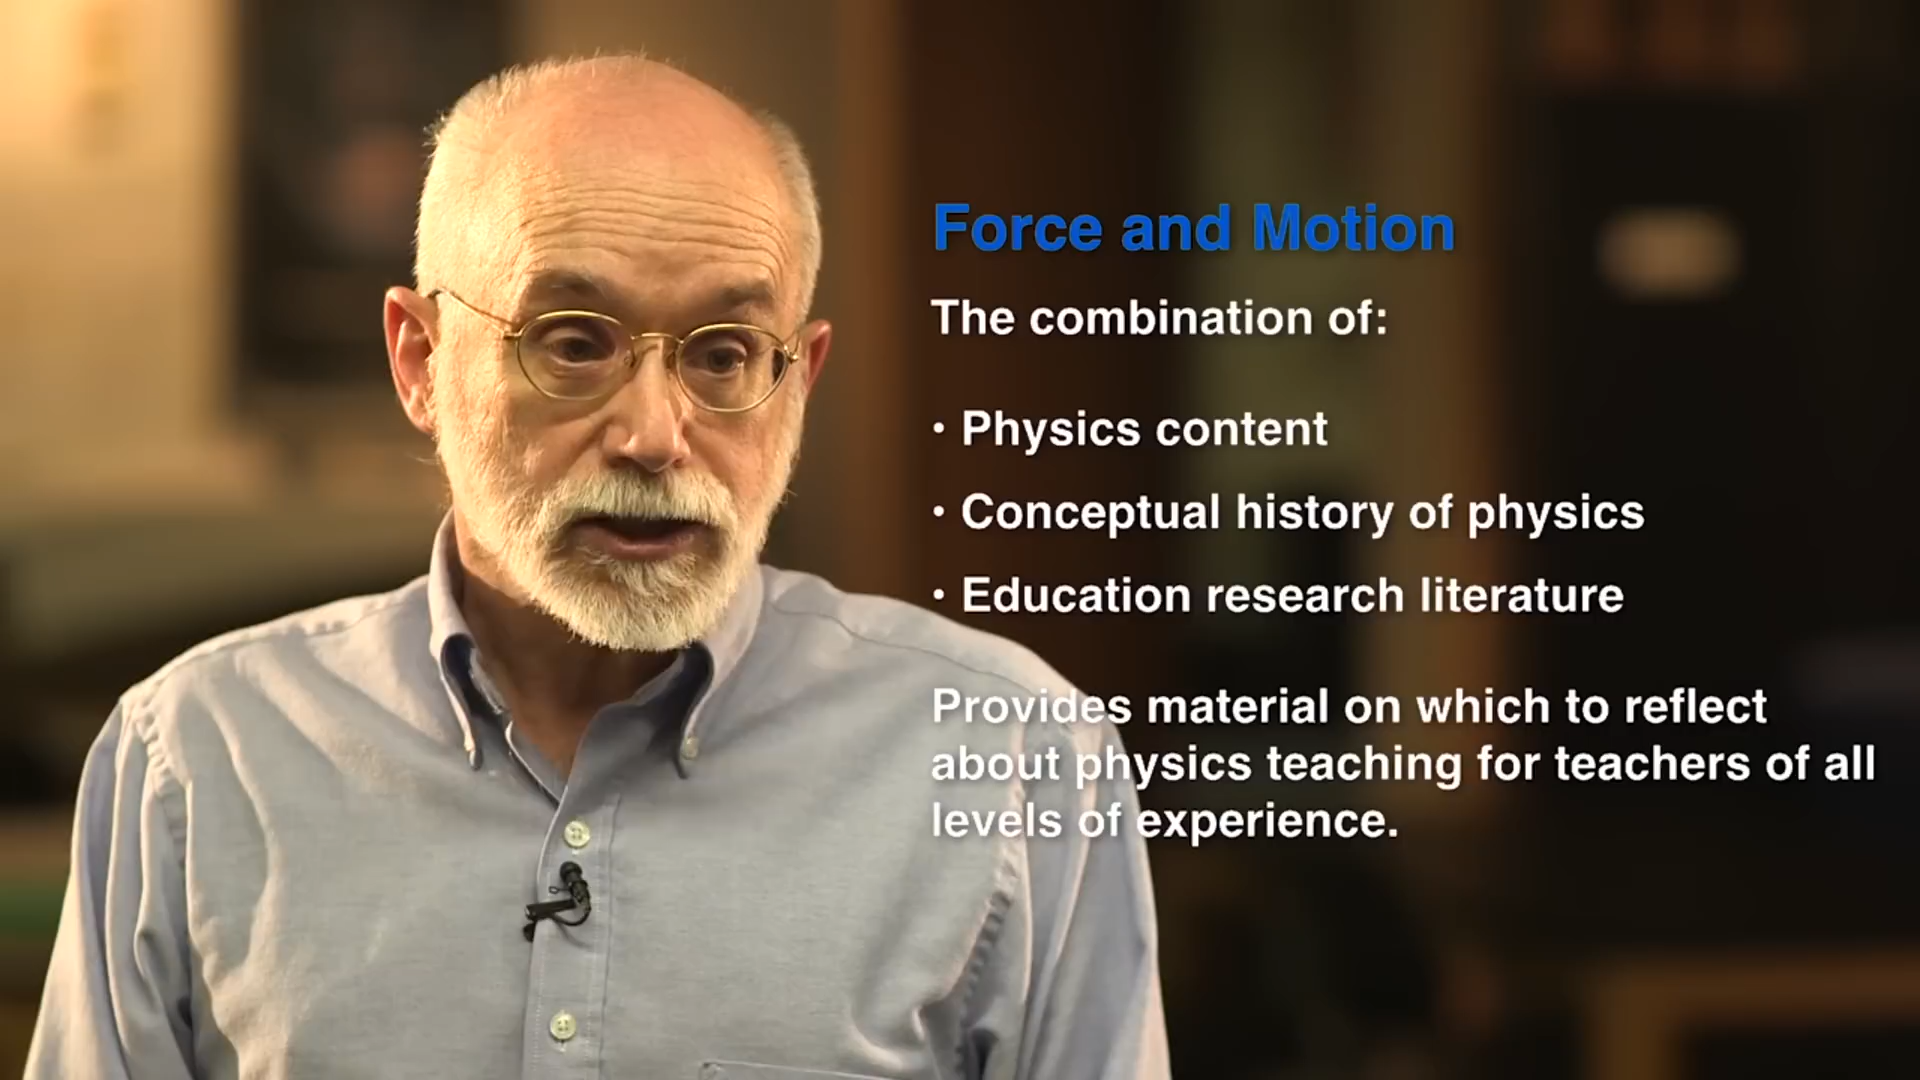 Force and Motion
The combination of:
• Physics content
• Conceptual history of physics
• Education research literature
Provides material on which to reflect
about physics teaching for teachers of all
levels of experience.